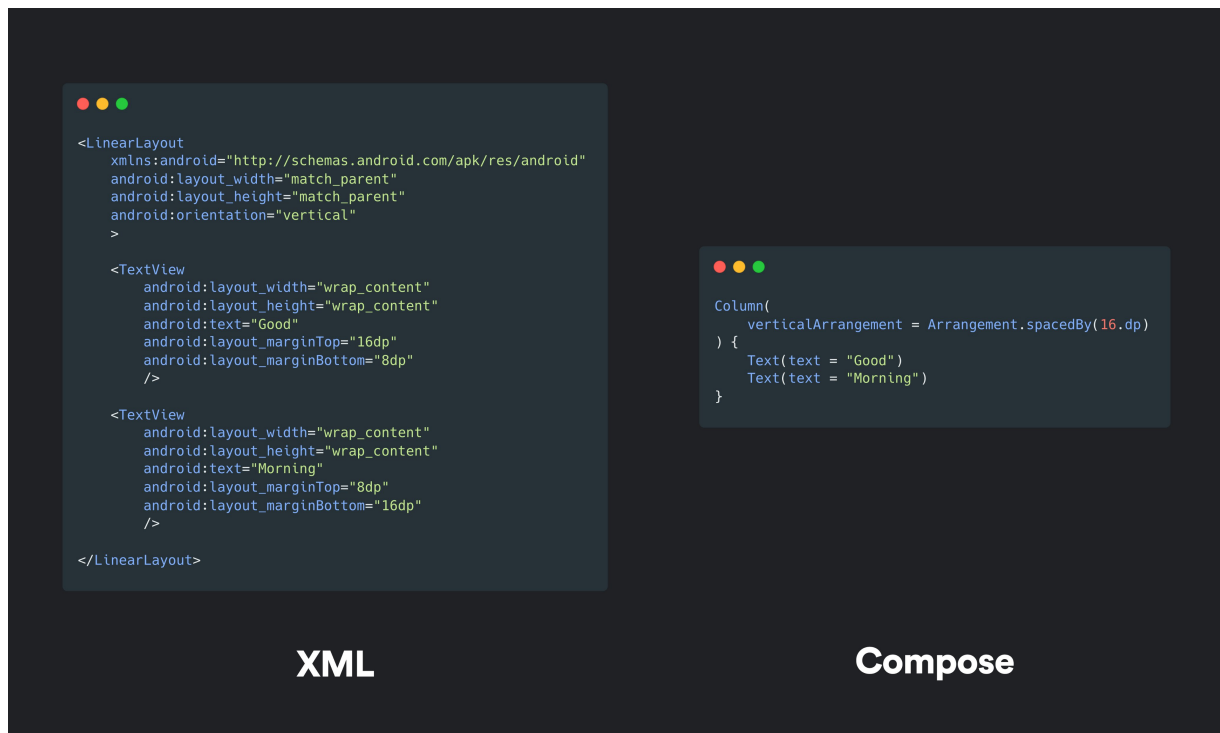 <LinearLayout
    xmlns:android="http://schemas.android.com/apk/res/android"
    android:layout_width="match_parent"
    android:layout_height="match_parent"
    android:orientation="vertical"
    >
    <TextView
        android:layout_width="wrap_content"
        android:layout_height="wrap_content"
        android:text="Good"
        android:layout_marginTop="16dp"
        android:layout_marginBottom="8dp"
        />
    <TextView
        android:layout_width="wrap_content"
        android:layout_height="wrap_content"
        android:text="Morning"
        android:layout_marginTop="8dp"
        android:layout_marginBottom="16dp"
        />
</LinearLayout>
XML
Column(
    verticalArrangement = Arrangement.spacedBy(16.dp)
) {
    Text(text = "Good")
    Text(text = "Morning")
}
Compose